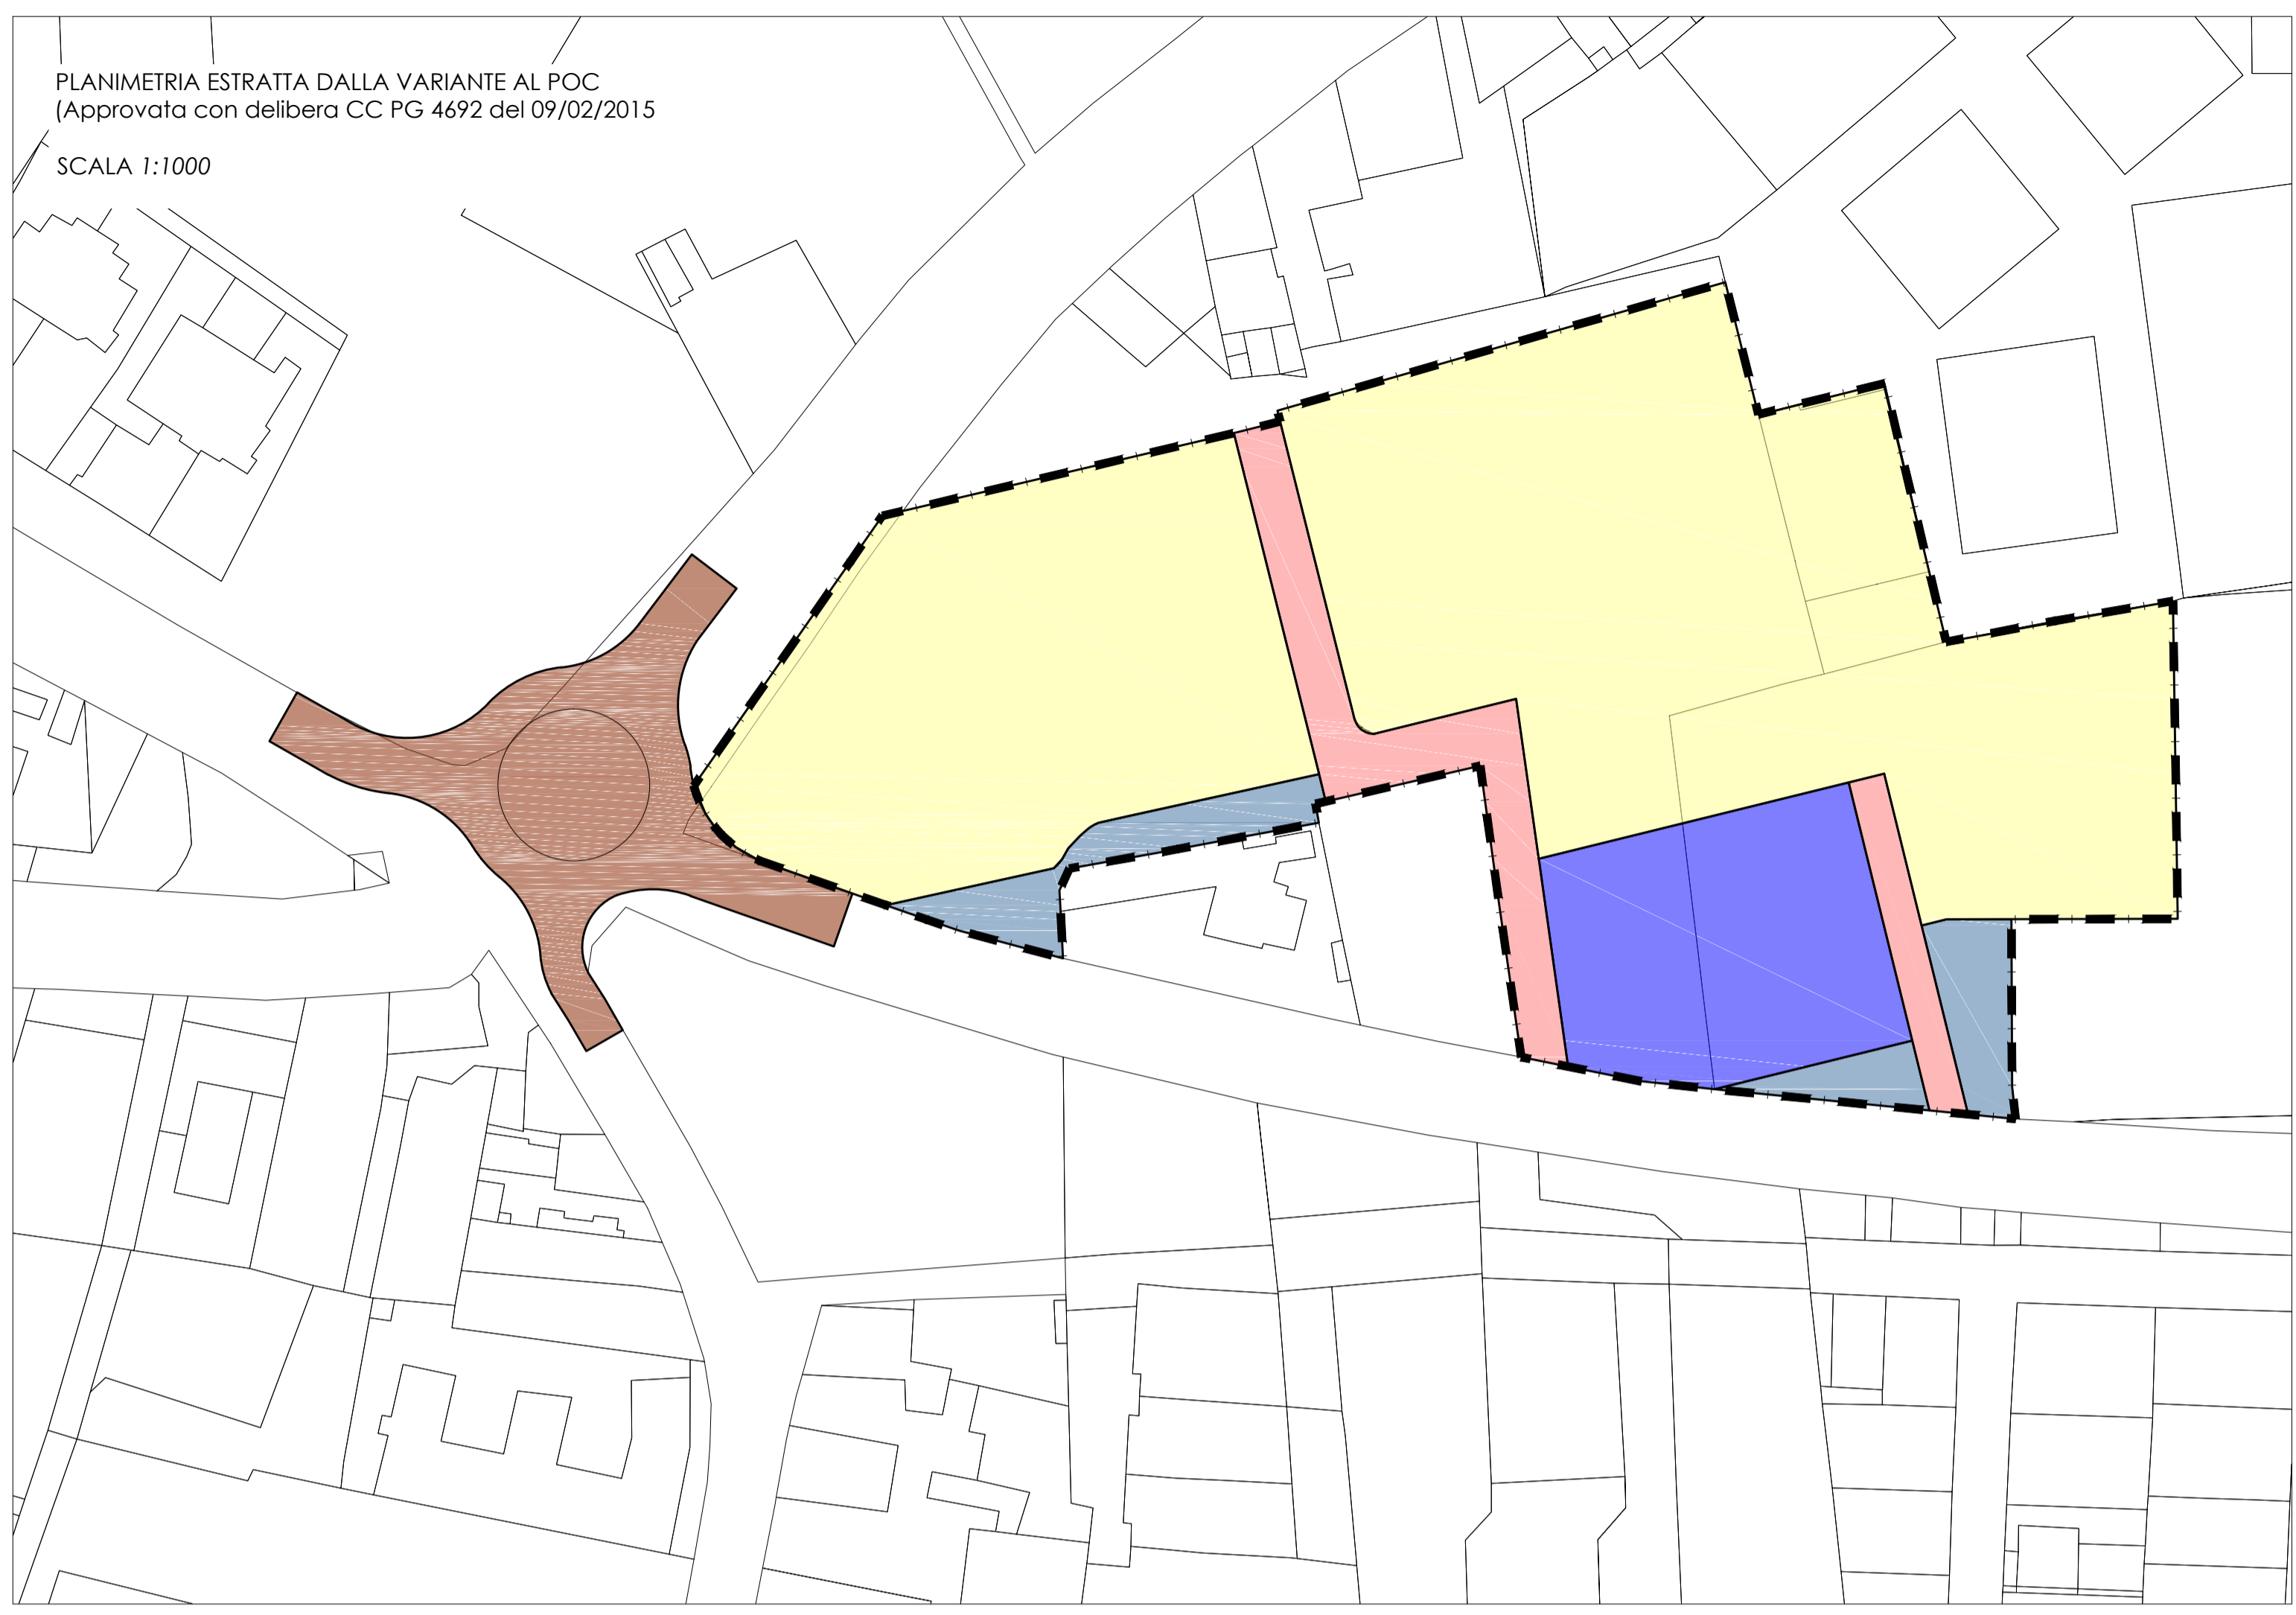 PLANIMETRIA ESTRATTA DALLA VARIANTE AL POC
(Approvata con delibera CC PG 4692 del 09/02/2015
SCALA 1:1000